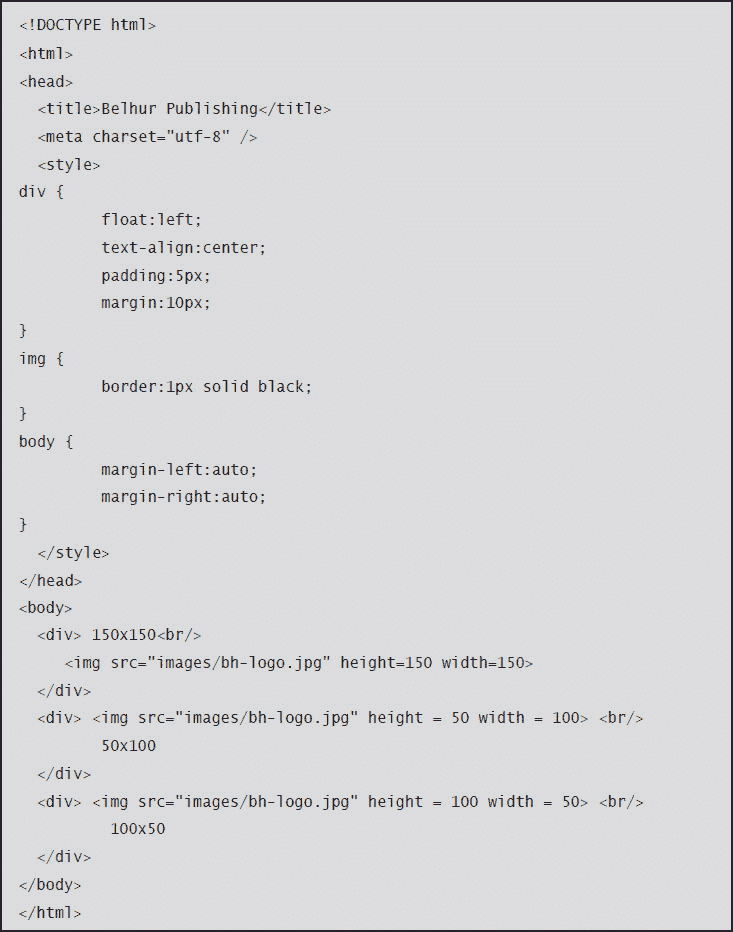 <!DOCTYPE html>
<html>
<head>
  <title>Belhur Publishing</title>
  <meta charset="utf-8" />
  <style>
div {
         float:left;
         text-align:center;
         padding:5px;
         margin:10px;
}
img {
         border:1px solid black;
}
body {
         margin-left:auto;
         margin-right:auto;
}
  </style>
</head>
<body>
  <div> 150x150<br/>
     <img src="images/bh-logo.jpg" height=150 width=150>
  </div>
  <div> <img src="images/bh-logo.jpg" height = 50 width = 100> <br/>
         50x100
  </div>
  <div> <img src="images/bh-logo.jpg" height = 100 width = 50> <br/>
          100x50
  </div>
</body>
</html>